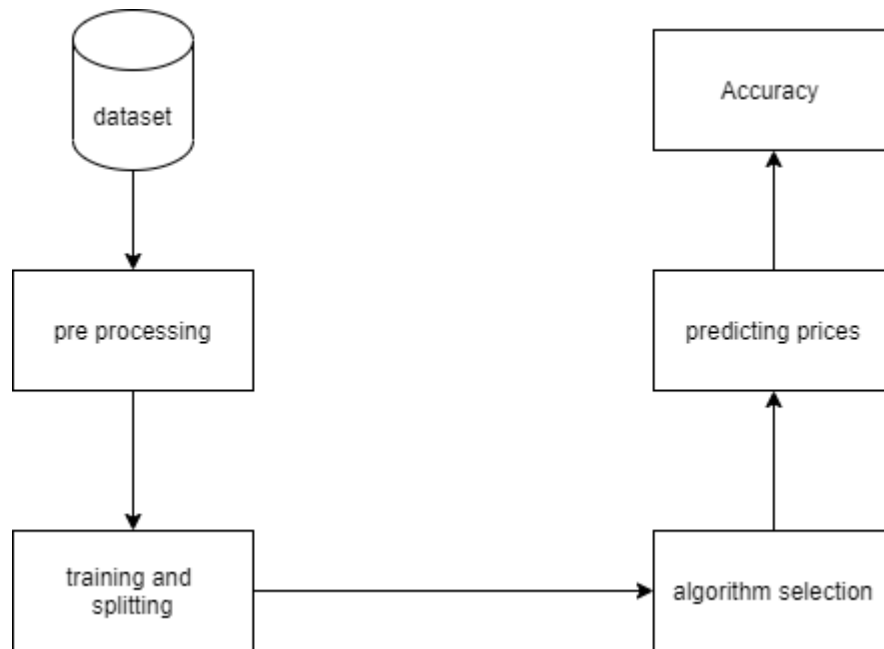 dataset
pre processing
training and
splitting
algorithm selection
predicting prices
Accuracy